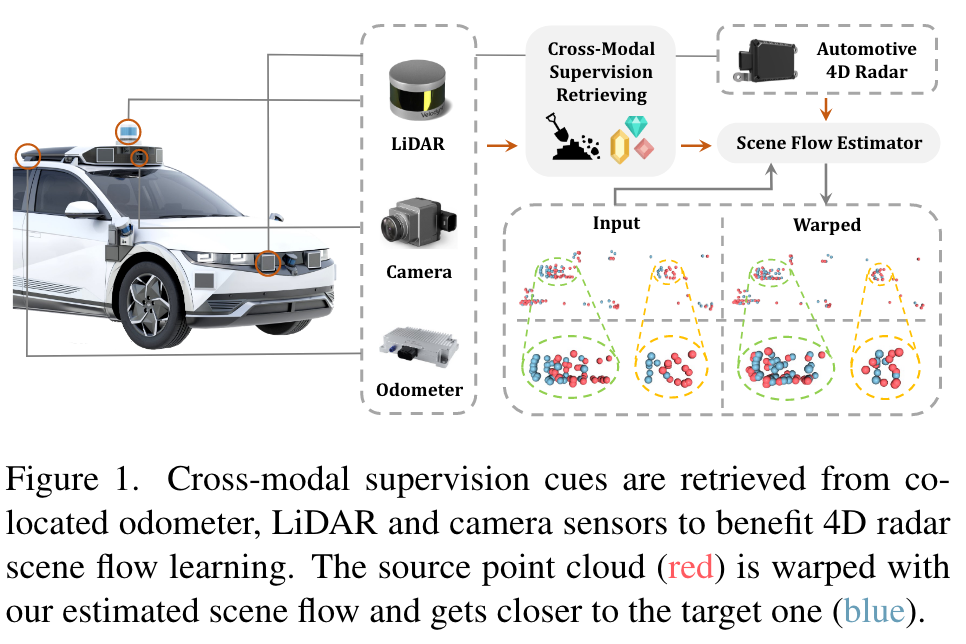 Cross-Modal
Supervision
Retrieving
Automotive
4D Radar
Velodyne
LiDAR
Scene Flow Estimator
Input
Warped
Camera
Odometer
Figure 1. Cross-modal supervision cues are retrieved from co-
located odometer, LiDAR and camera sensors to benefit 4D radar
scene flow learning. The source point cloud (red) is warped with
our estimated scene flow and gets closer to the target one (blue).